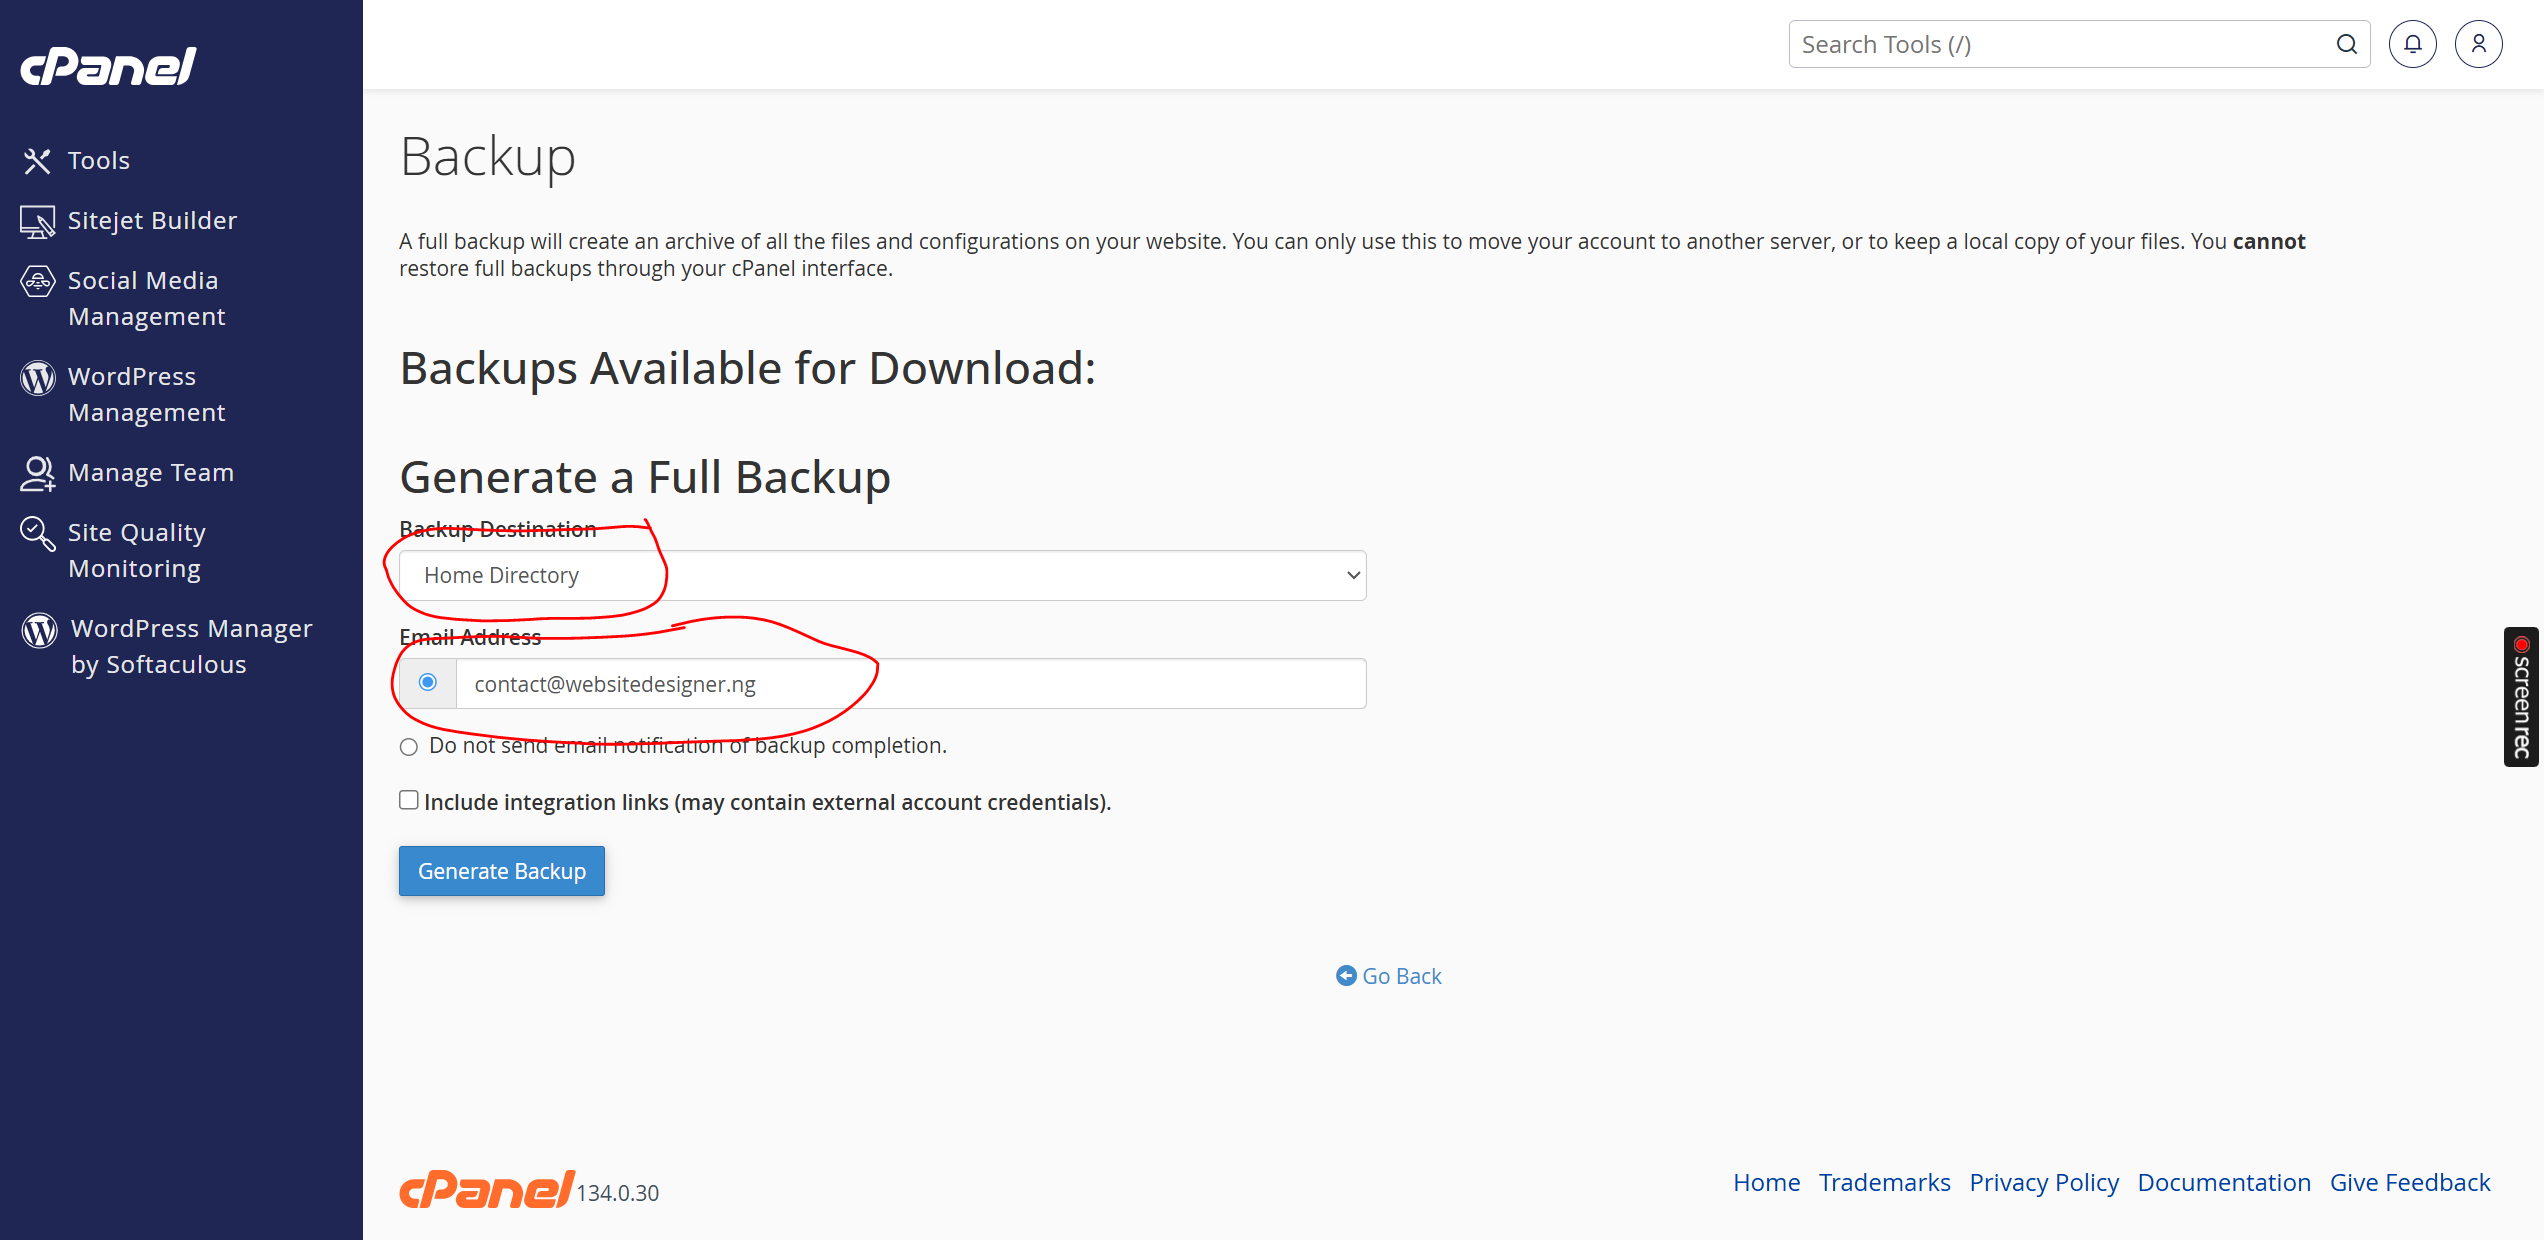 cPanel
Search Tools (/)
Tools
Sitejet Builder
Social Media
Management
WordPress
Management
Manage Team
Site Quality
Monitoring
WordPress Manager
by Softaculous
Backup
A full backup will create an archive of all the files and configurations on your website. You can only use this to move your account to another server, or to keep a local copy of your files. You cannot
restore full backups through your cPanel interface.
Backups Available for Download:
Generate a Full Backup
Backup Destination
Home Directory
Email Address
contact@websitedesigner.ng
Do not send email notification of backup completion.
Include integration links (may contain external account credentials).
Generate Backup
Go Back
screenrec
cPanel 134.0.30
Home Trademarks Privacy Policy Documentation Give Feedback